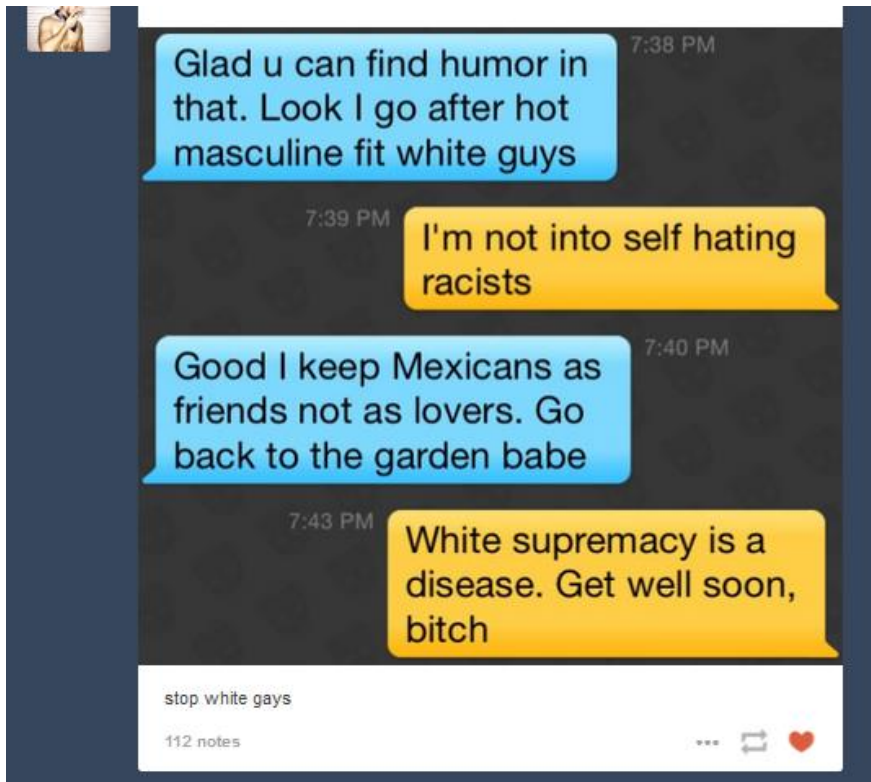 7:38 PM
Glad u can find humor in
that. Look I go after hot
masculine fit white guys
7:39 PM
I'm not into self hating
racists
7:40 PM
Good I keep Mexicans as
friends not as lovers. Go
back to the garden babe
7:43 PM
White supremacy is a
disease. Get well soon,
bitch
stop white gays
112 notes